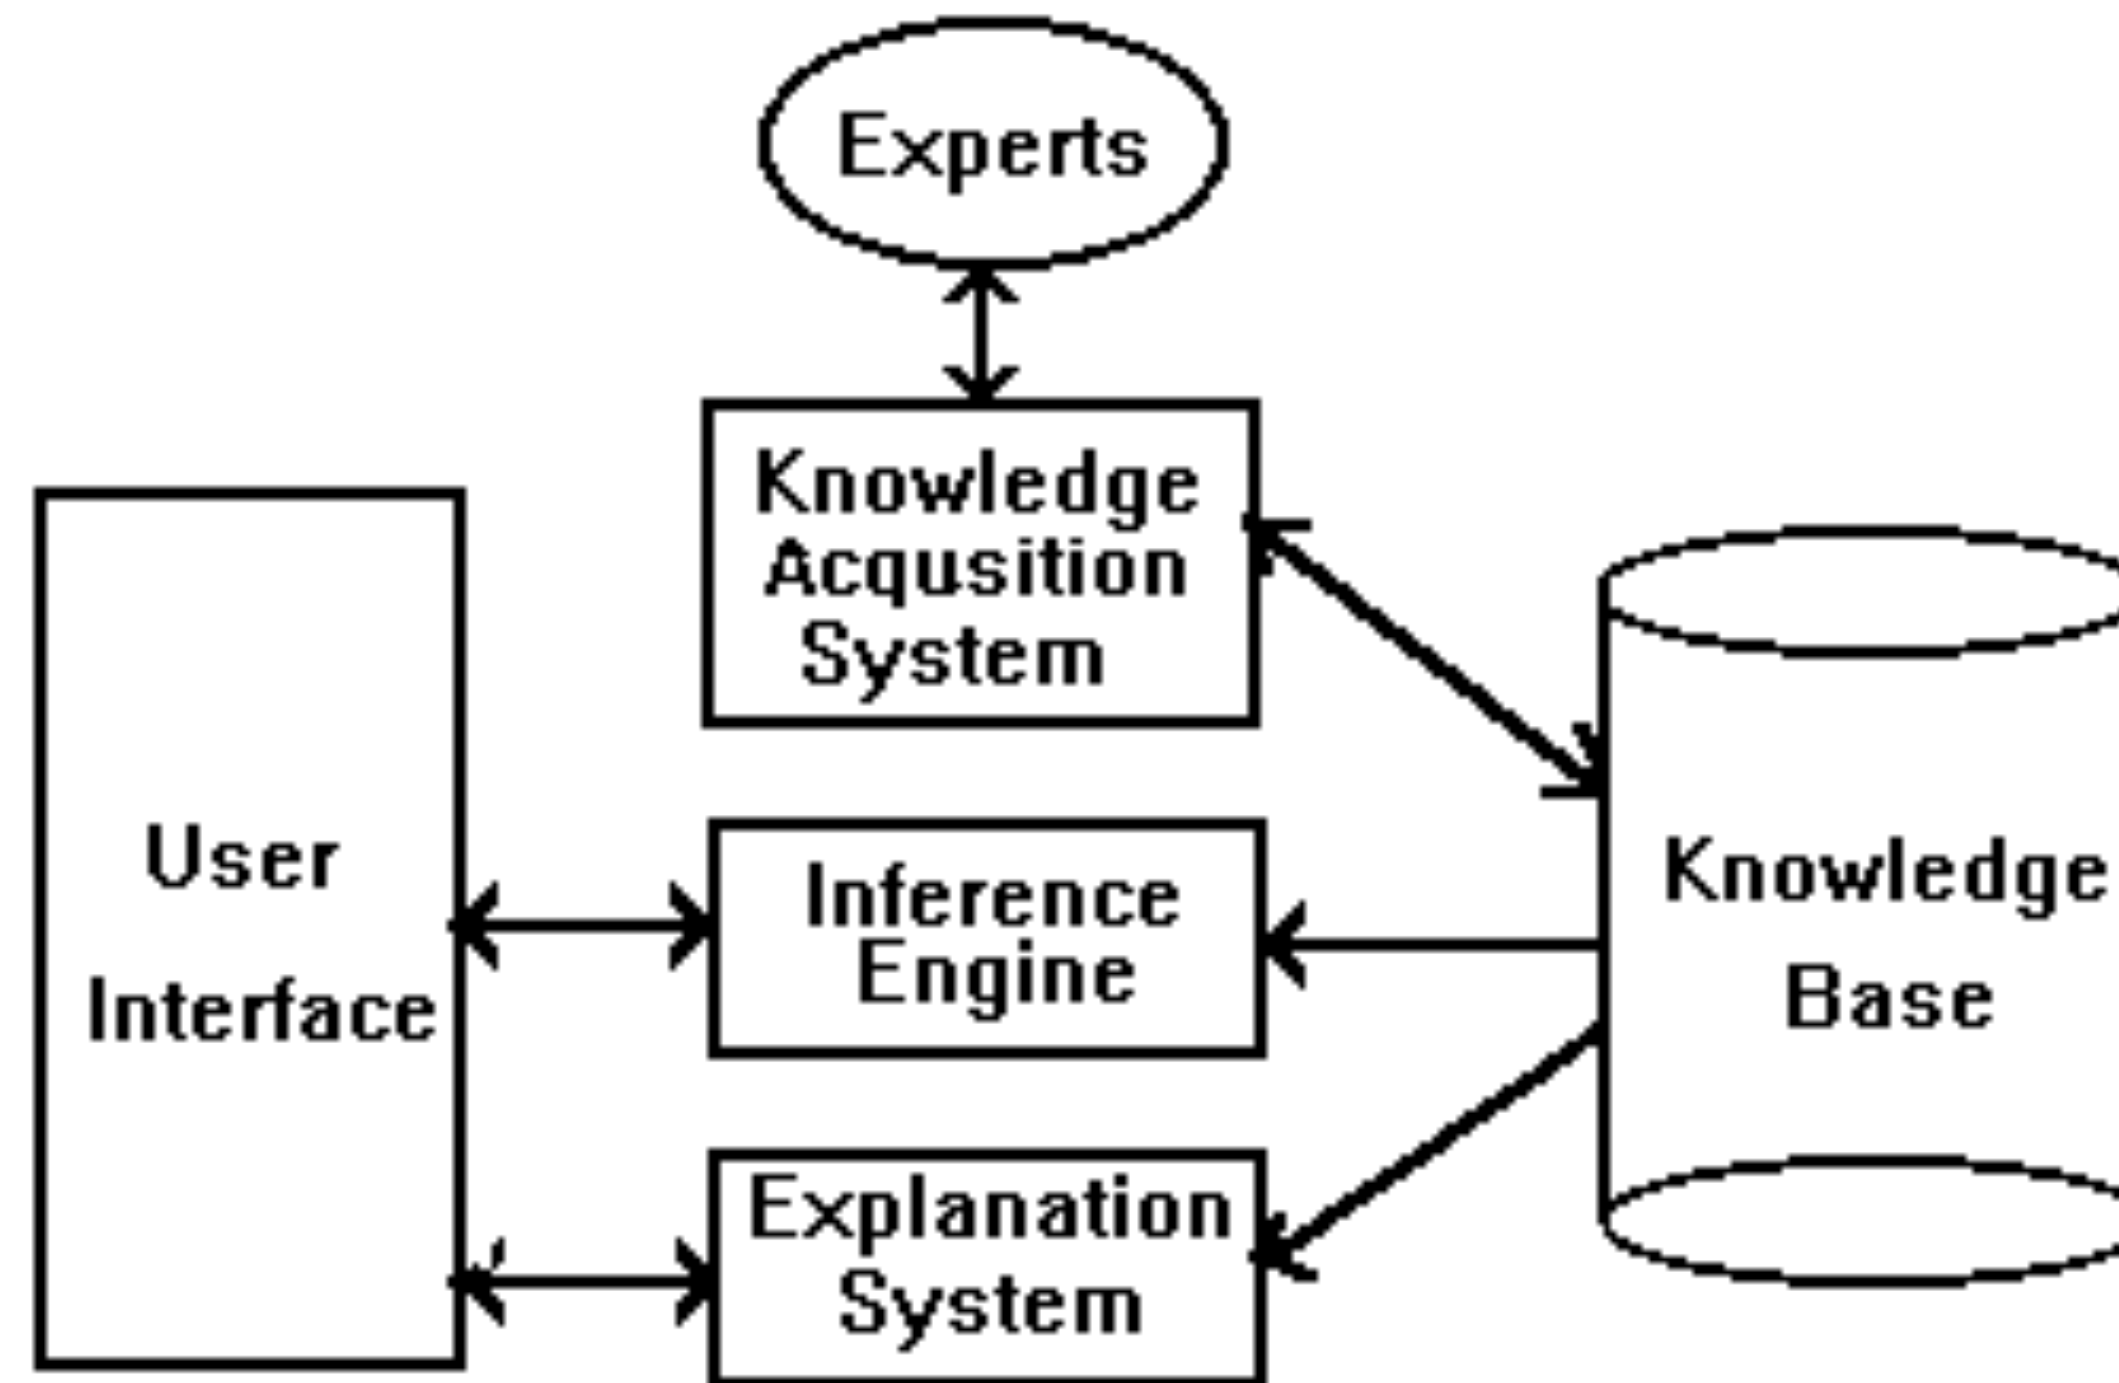 Experts
Knowledge
Acqusition
System
User
Interface
Inference
Engine
Knowledge
Base
Explanation
System